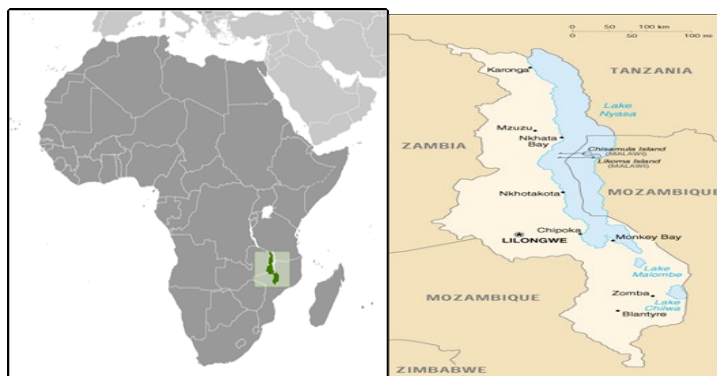 0 50 100 km
0 50 100 mi
Karonga
TANZANIA
Lake
Nyasa
Mzuzu
Nkhata
Bay
ZAMBIA
Chisamula Island
(MALAWI)
Likoma Island
(MALAWI)
Nkhotakota
MOZAMBIQUE
Chipoka
LILONGWE
Monkey Bay
Lake
Malombe
MOZAMBIQUE
Zomba
Lake
Chilwa
Blantyre
ZIMBABWE